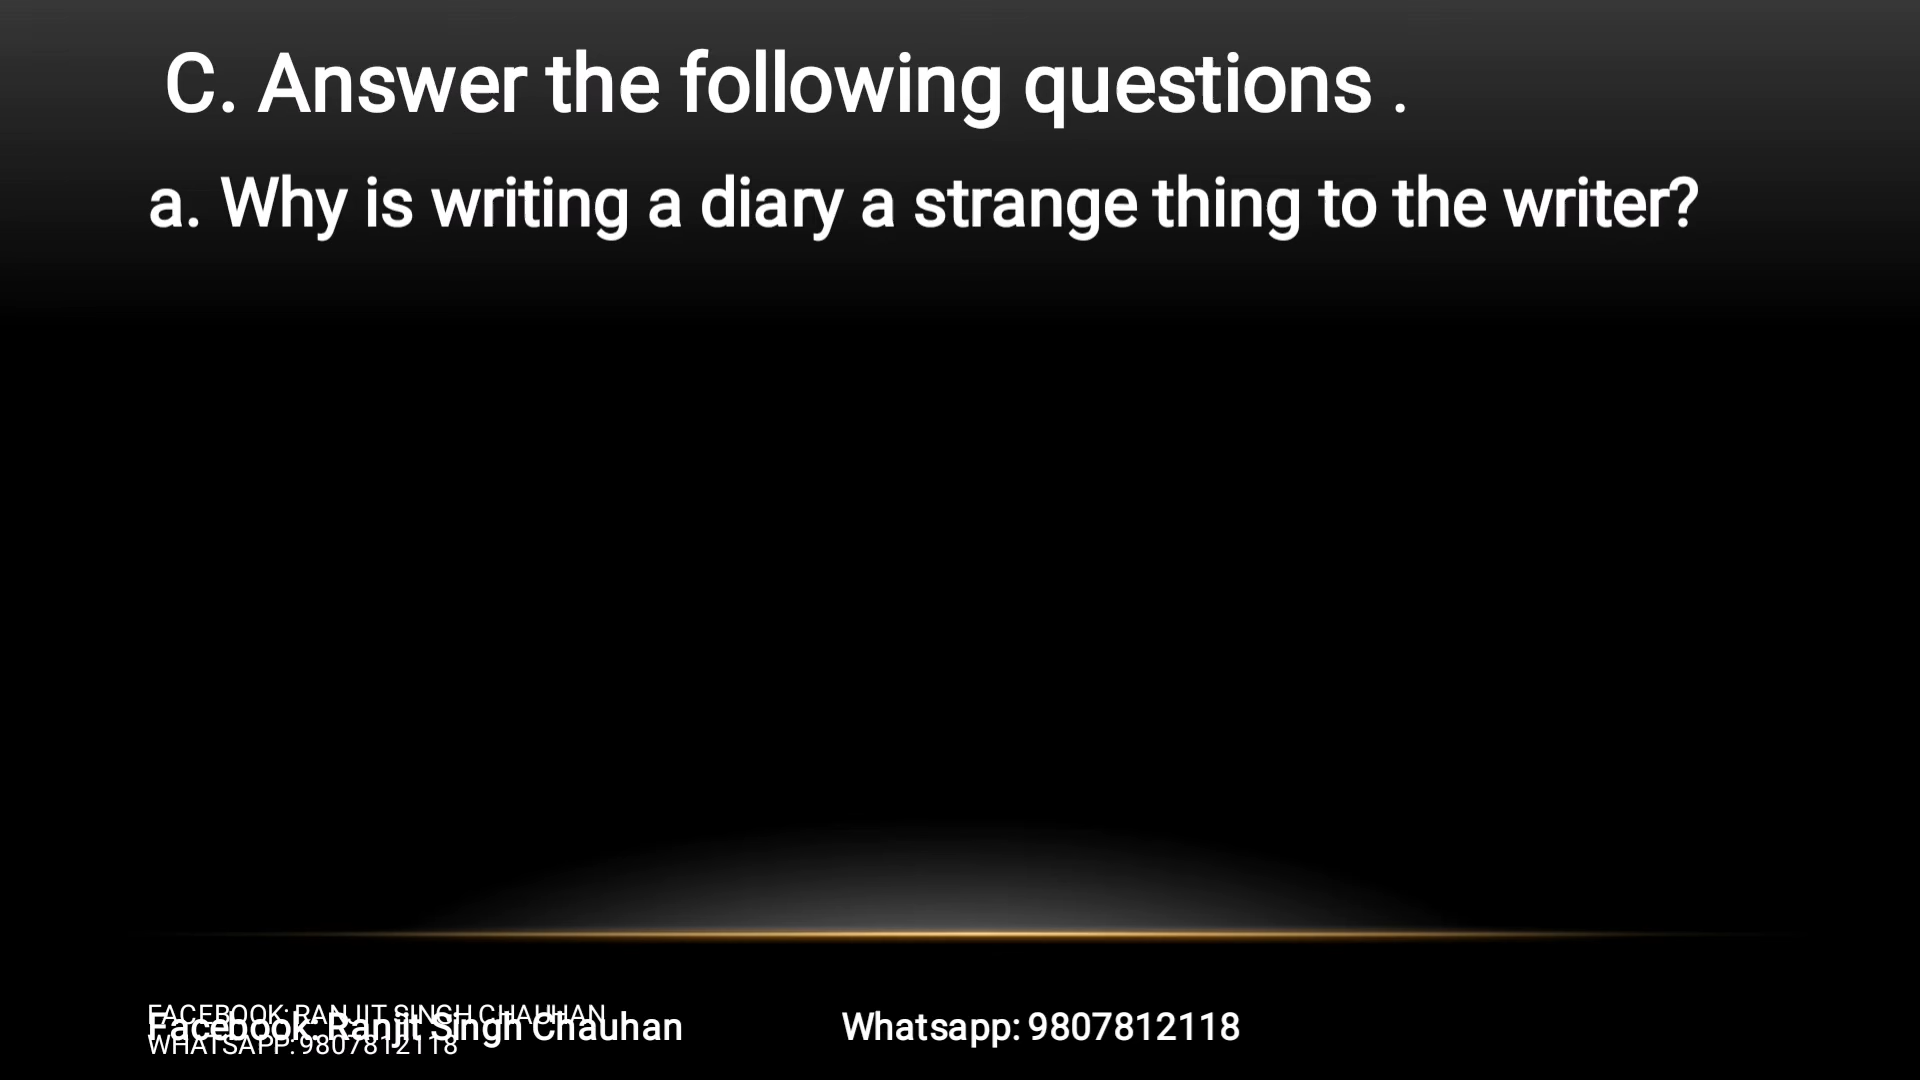 C. Answer the following questions .
a. Why is writing a diary a strange thing to the writer?
FACEBOOK: RANJIT SINGH CHAUHAN
Facebook: Ranjit Singh Chauhan Whatsapp: 9807812118
WHATSAPP: 9807812118